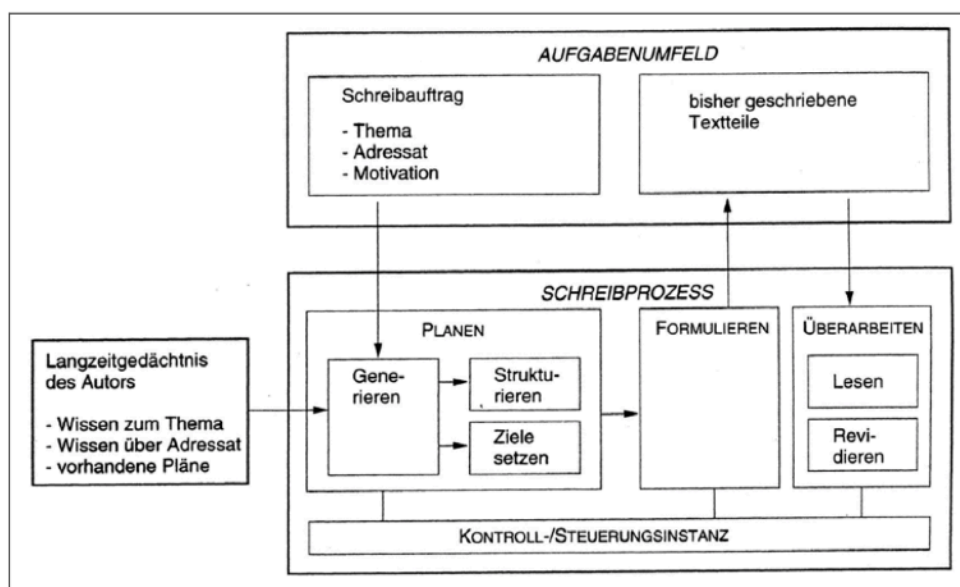 AUFGABENUMFELD
Schreibauftrag
- Thema
- Adressat
- Motivation
bisher geschriebene
Textteile
SCHREIBPROZESS
PLANEN
Gene-
rieren
Struktu-
rieren
Ziele
setzen
FORMULIEREN
ÜBERARBEITEN
Lesen
Revi-
dieren
Langzeitgedächtnis
des Autors
- Wissen zum Thema
- Wissen über Adressat
- vorhandene Pläne
KONTROLL-/STEUERUNGSINSTANZ